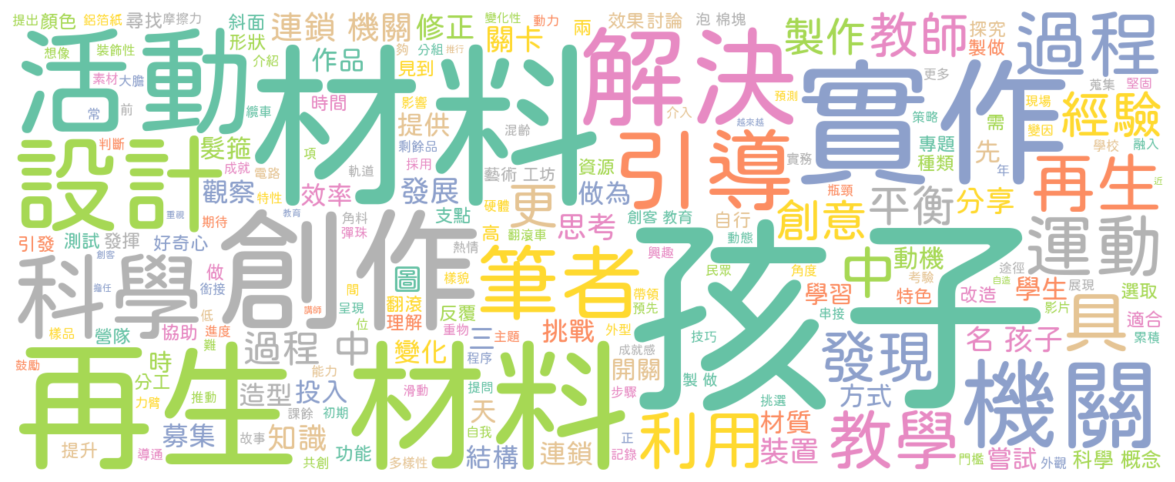 提出 顏色 鋁箔紙 尋找 摩擦力
想像 裝飾性
素材 大膽
常 前
活動
斜面
形狀
介紹
連鎖 機關
作品
時間
修正
見到
影響
提供
剩餘品
採用
變化性
關卡
分組
夠
推行
動力
兩
混齡
材料
效果 討論
泡 棉塊
解決
介入
越來越
預測
製作
教師
實作
更多
策略
專題
種類
探究
製做
過程
蒐集
堅固
現場
變因
經驗
需
融入
學校
年
近
先
再生
設計
判斷
纜車
重視
髮箍
成就
電路
項
軌道
觀察
特性
效率
發展
藝術 工坊
資源
做為
硬體
支點
引導
實務
瓶頸
創意
平衡
分享
運動
引發
測試
發揮
期待
好奇心
教育
創客
擔任
科學
做
銜接
低
講師
角料
彈珠
創作
熱情
高
更
翻滾車
思考
創客 教育
自行
動態
興趣
民眾
角度
圖
樣貌
閣
筆者
帶領
預先
孩子
中
動機
考驗
自造
途徑
展現
學習
特色
改造
學生
影片
選取
具
適合
累積
樣品
營隊
協助
進度
難
過程 中
呈現
位
翻滾
理解
反覆
重物
三
主題
外型
挑戰
變化
程序
成就感
開關
技巧
製 做
串接
發現
名 孩子
機關
鼓勵
時
分工
力臂
推動
能力
造型
投入
課餘
初期
滑動
提問
天
自我
步驟
再生 材料
挑選
方式
利用
材質
裝置
教學
門檻
嘗試
外觀
科學 概念
提升
導通
募集
共創
故事
知識
功能
多樣性
結構
連鎖
正
記錄